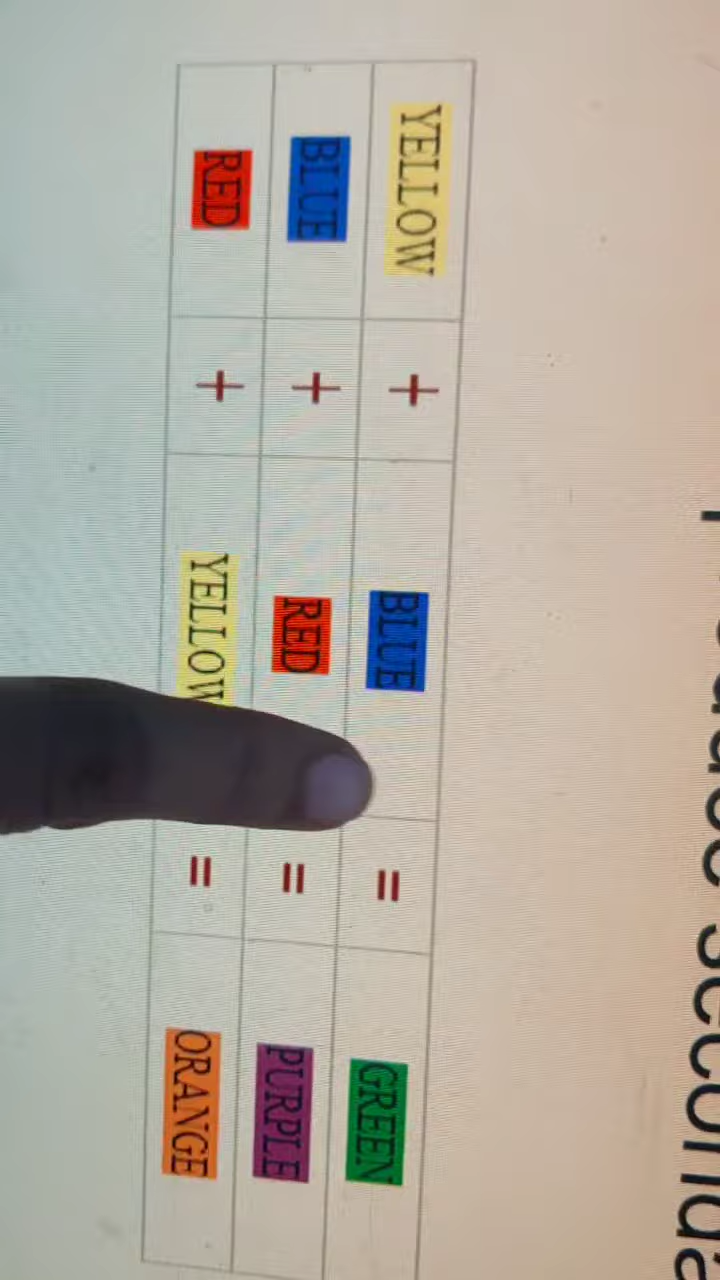 YELLOW + BLUE = GREEN
BLUE + RED = PURPLE
RED + YELLOW = ORANGE